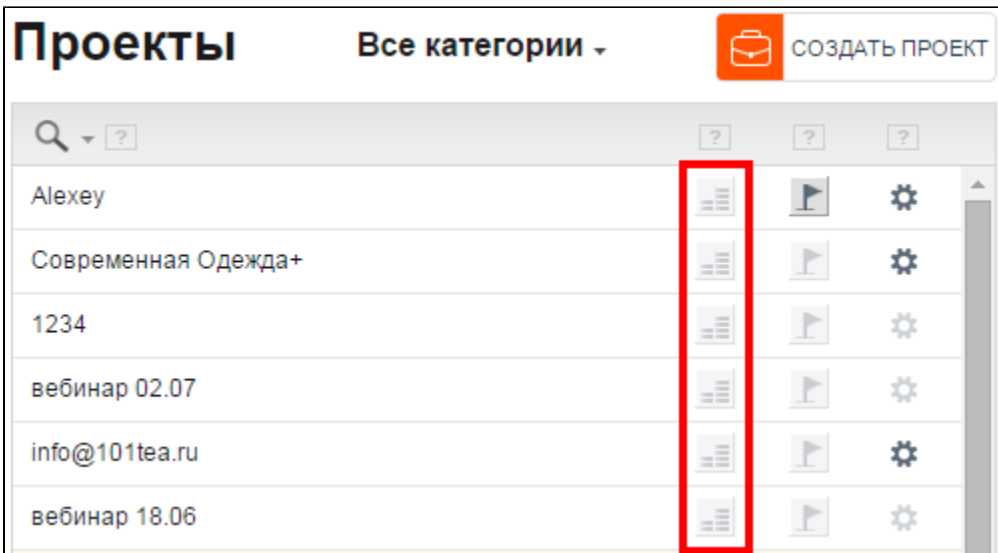 Проекты
Все категории
СОЗДАТЬ ПРОЕКТ
? ? ? ?
Alexey
Современная Одежда+
1234
вебинар 02.07
info@101tea.ru
вебинар 18.06